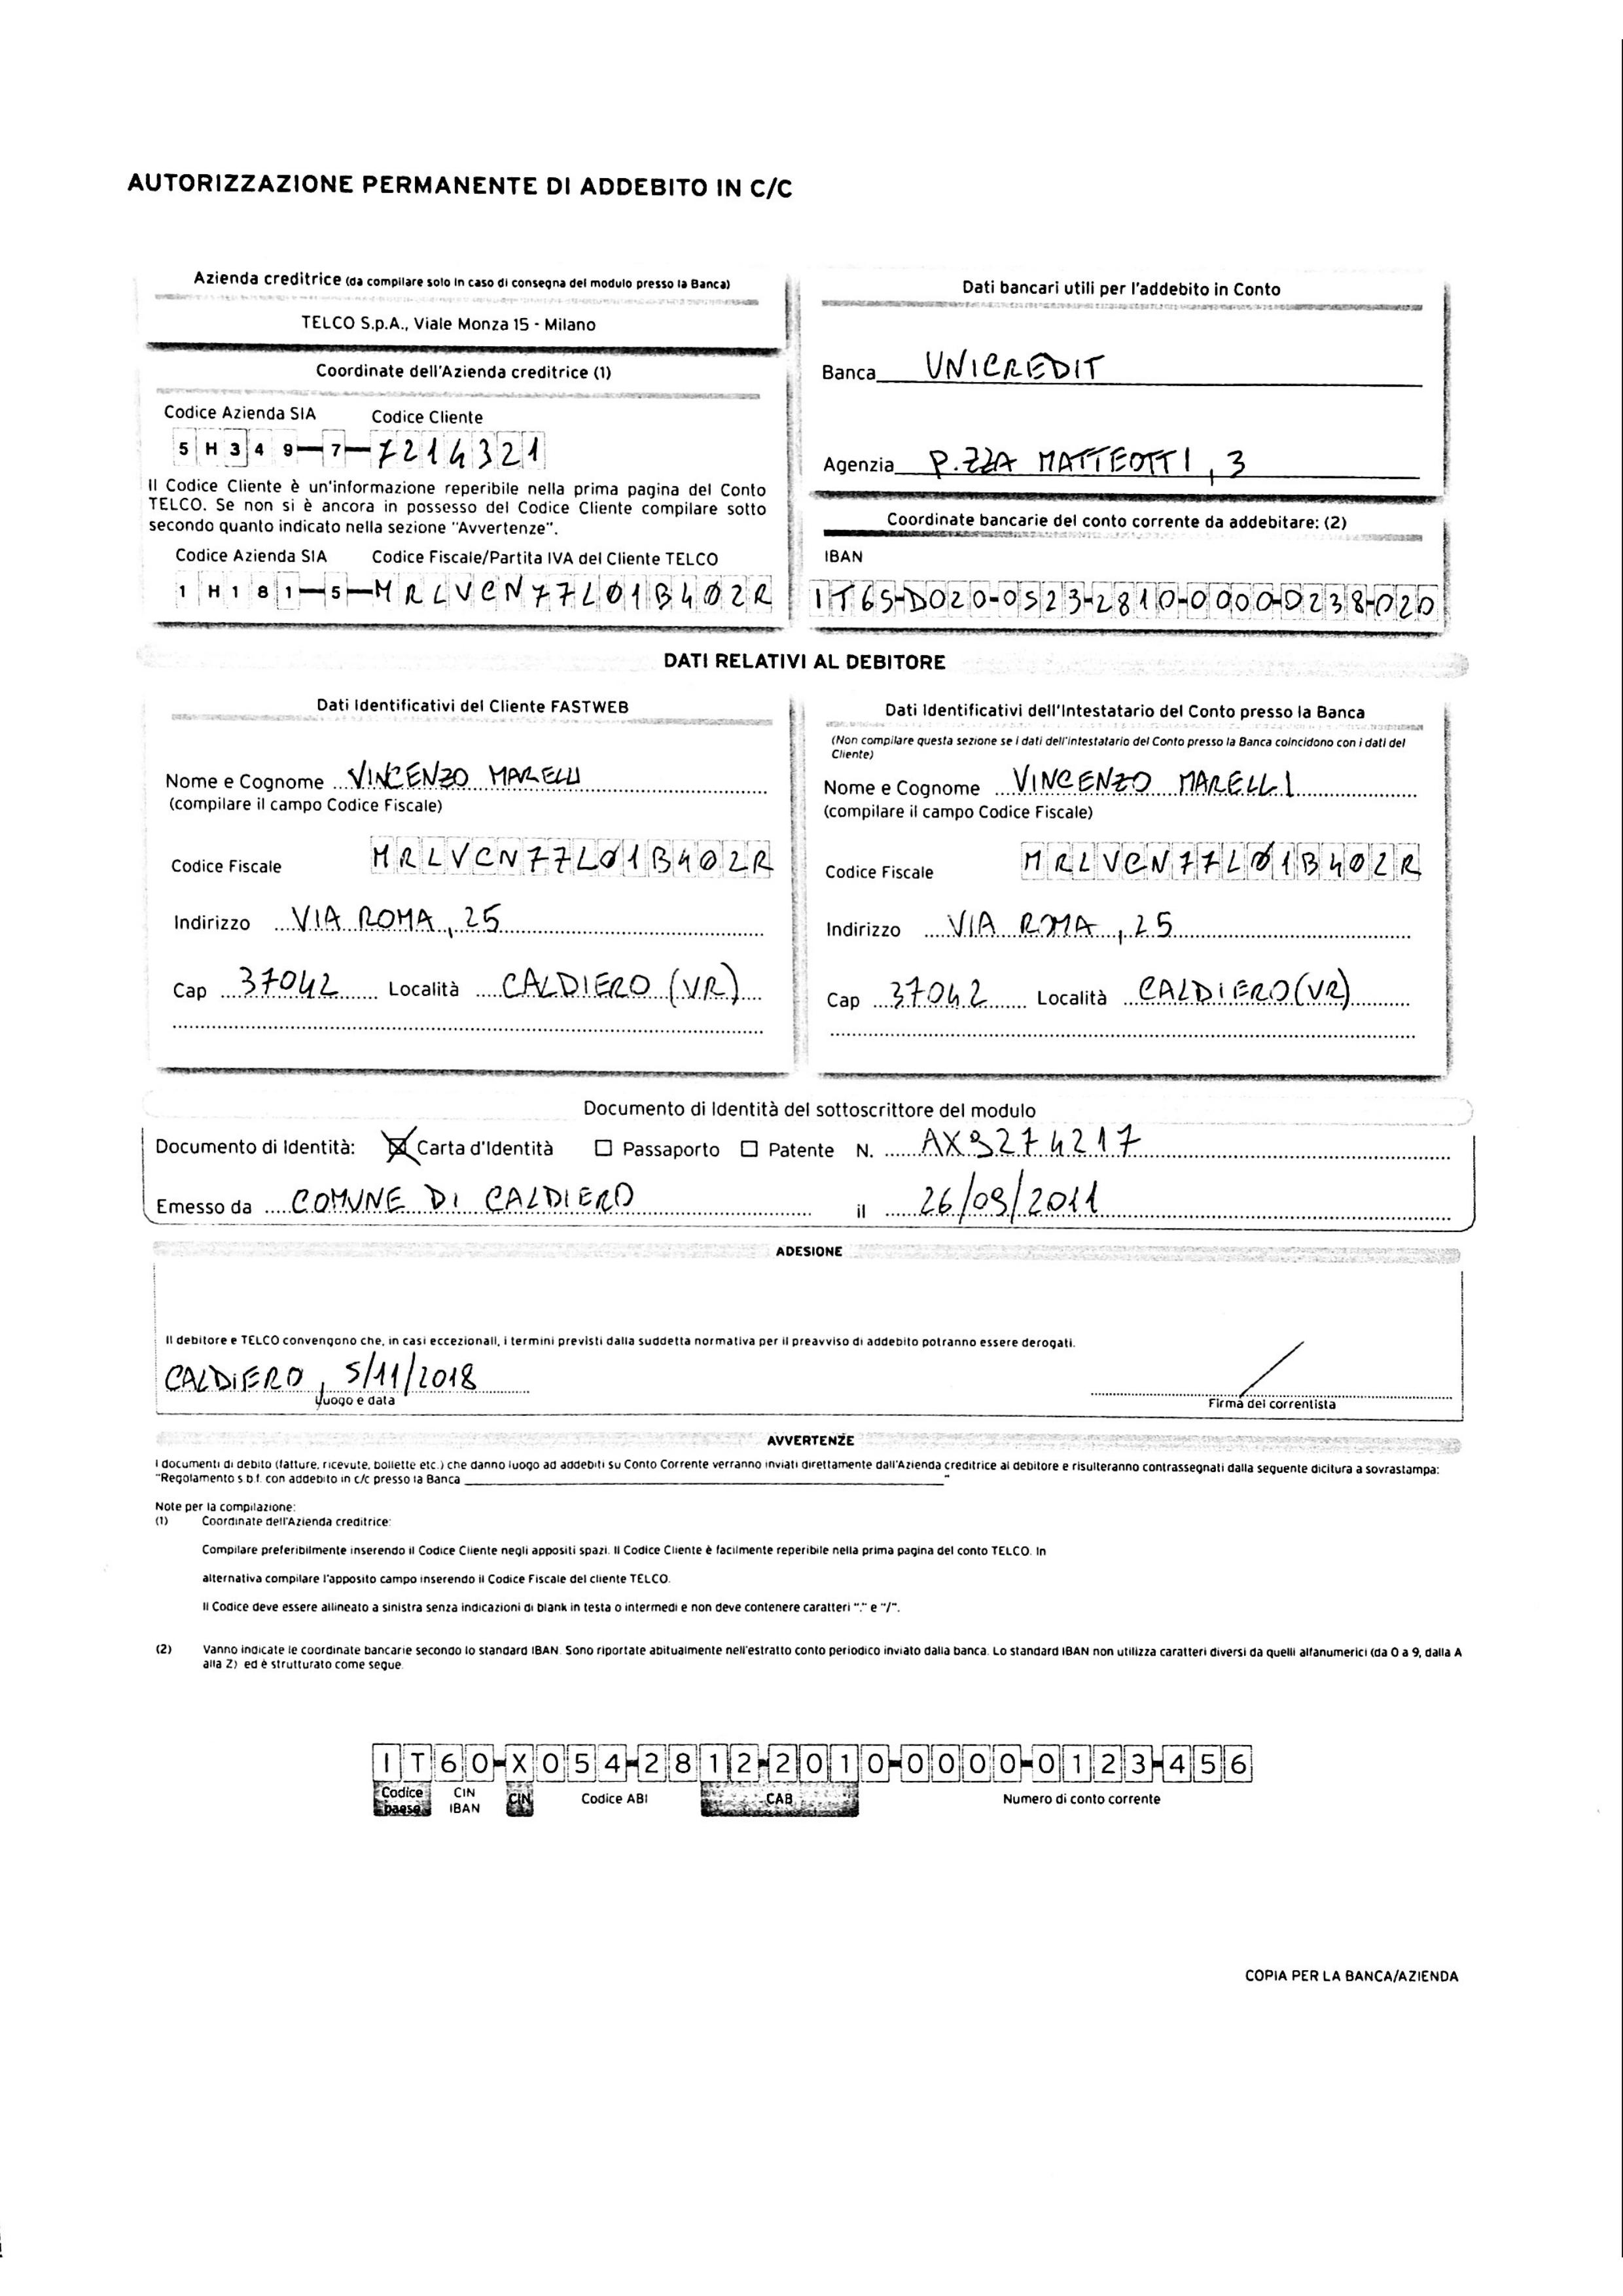 AUTORIZZAZIONE PERMANENTE DI ADDEBITO IN C/C
Azienda creditrice (da compilare solo in caso di consegna del modulo presso la Banca)
TELCO S.p.A., Viale Monza 15 - Milano
Coordinate dell'Azienda creditrice (1)
Codice Azienda SIA Codice Cliente
5 H 3 4 9 - 7 - 7214321
Il Codice Cliente è un'informazione reperibile nella prima pagina del Conto
TELCO. Se non si è ancora in possesso del Codice Cliente compilare sotto
secondo quanto indicato nella sezione "Avvertenze".
Codice Azienda SIA Codice Fiscale/Partita IVA del Cliente TELCO
1 H 1 8 1 - 5 - MRLVCN77L01B402R
Dati bancari utili per l'addebito in Conto
Banca UNICREDIT
Agenzia P.ZZA MATTEOTTI, 3
Coordinate bancarie del conto corrente da addebitare: (2)
IBAN
IT65-D020-0523-2810-0000-0238-020
DATI RELATIVI AL DEBITORE
Dati Identificativi del Cliente FASTWEB
Nome e Cognome VINCENZO MARELLI
(compilare il campo Codice Fiscale)
Codice Fiscale MRLVCN77L01B402R
Indirizzo VIA ROMA, 25
Cap 37042 Località CALDIERO (VR)
Dati Identificativi dell'Intestatario del Conto presso la Banca
(Non compilare questa sezione se i dati dell'intestatario del Conto presso la Banca coincidono con i dati del
Cliente)
Nome e Cognome VINCENZO MARELLI
(compilare il campo Codice Fiscale)
Codice Fiscale MRLVCN77L01B402R
Indirizzo VIA ROMA, 25
Cap 37042 Località CALDIERO (VR)
Documento di Identità del sottoscrittore del modulo
Documento di Identità: ☒ Carta d'Identità ☐ Passaporto ☐ Patente N. AX9274217
Emesso da COMUNE DI CALDIERO il 26/09/2011
ADESIONE
Il debitore e TELCO convengono che, in casi eccezionali, i termini previsti dalla suddetta normativa per il preavviso di addebito potranno essere derogati.
CALDIERO, 5/11/2018
Luogo e data
Firma del correntista
AVVERTENZE
I documenti di debito (fatture, ricevute, bollette etc.) che danno luogo ad addebiti su Conto Corrente verranno inviati direttamente dall'Azienda creditrice al debitore e risulteranno contrassegnati dalla seguente dicitura a sovrastampa:
"Regolamento s.b.f. con addebito in c/c presso la Banca "
Note per la compilazione:
(1) Coordinate dell'Azienda creditrice:
Compilare preferibilmente inserendo il Codice Cliente negli appositi spazi. Il Codice Cliente è facilmente reperibile nella prima pagina del conto TELCO. In
alternativa compilare l'apposito campo inserendo il Codice Fiscale del cliente TELCO.
Il Codice deve essere allineato a sinistra senza indicazioni di blank in testa o intermedi e non deve contenere caratteri "." e "/".
(2) Vanno indicate le coordinate bancarie secondo lo standard IBAN. Sono riportate abitualmente nell'estratto conto periodico inviato dalla banca. Lo standard IBAN non utilizza caratteri diversi da quelli alfanumerici (da 0 a 9, dalla A
alla Z) ed è strutturato come segue.
IT60-X054-2812-2010-0000-0123-456
Codice paese CIN IBAN CIN Codice ABI CAB Numero di conto corrente
COPIA PER LA BANCA/AZIENDA